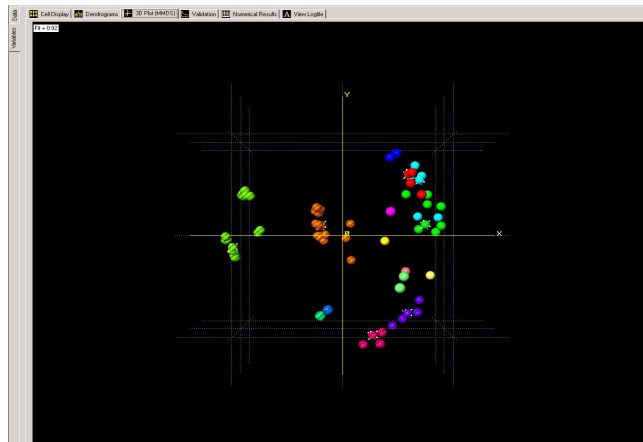 Cell Display Dendrograms 3D Plot (MMDS) Validation Numerical Results View Logfile
Data
Variables
Fit = 0.92
Y
X